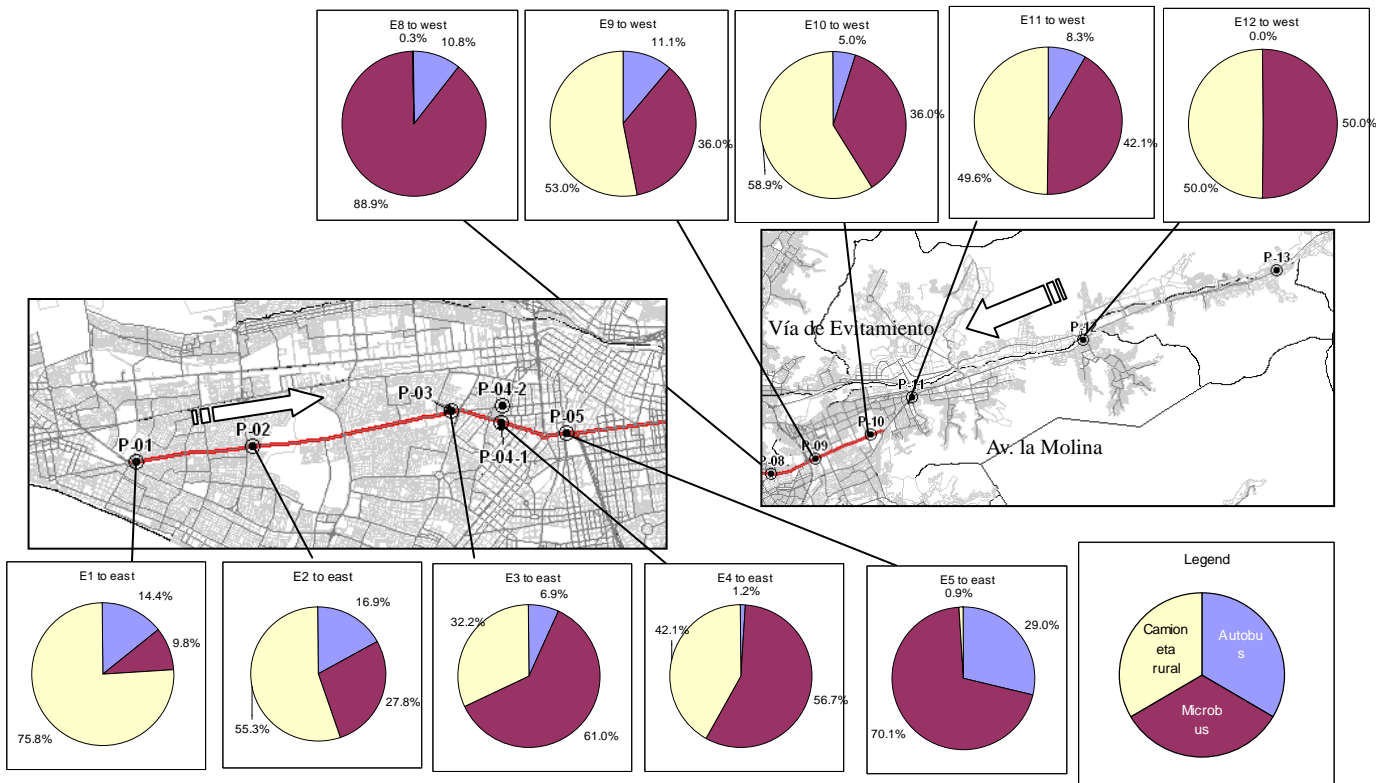 E8 to west
0.3%
10.8%
88.9%
E9 to west
11.1%
36.0%
53.0%
E10 to west
5.0%
36.0%
58.9%
E11 to west
8.3%
42.1%
49.6%
E12 to west
0.0%
50.0%
50.0%
P-01
P-02
P-03
P-04-2
P-04-1
P-05
Vía de Evitamiento
Av. la Molina
P-08
P-09
P-10
P-11
P-12
P-13
E1 to east
14.4%
9.8%
75.8%
E2 to east
16.9%
27.8%
55.3%
E3 to east
6.9%
32.2%
61.0%
E4 to east
1.2%
42.1%
56.7%
E5 to east
0.9%
29.0%
70.1%
Legend
Camion
eta
rural
Autobu
s
Microb
us